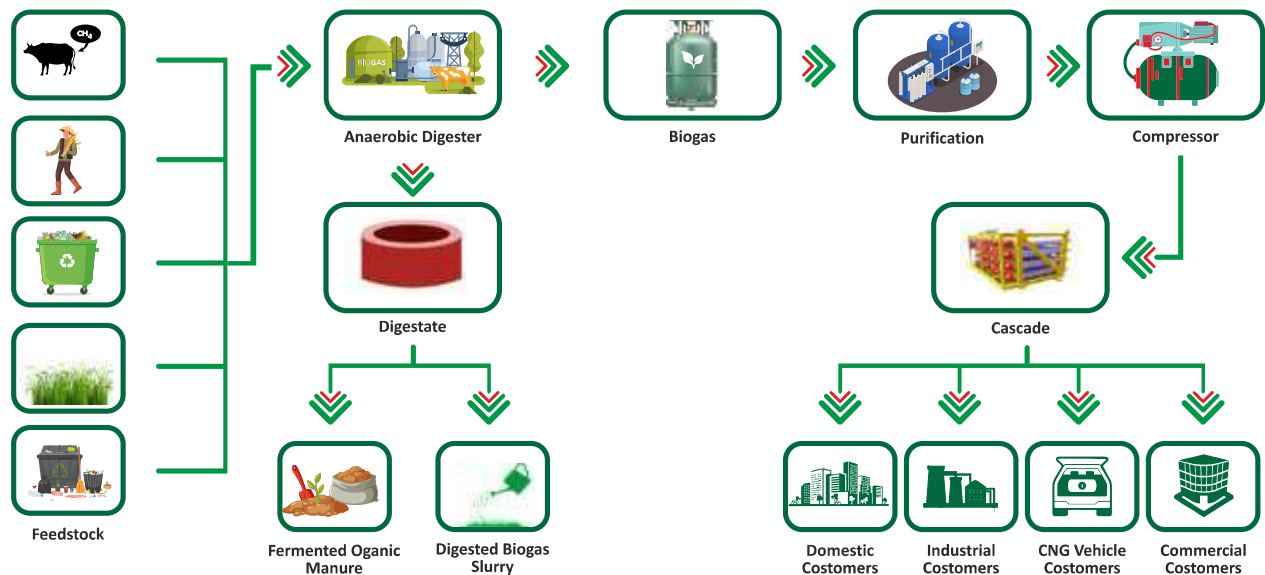 CH4
BIOGAS
Anaerobic Digester
Biogas
Purification
Compressor
Digestate
Cascade
Feedstock
Fermented Oganic
Manure
Digested Biogas
Slurry
Domestic
Costomers
Industrial
Costomers
CNG Vehicle
Costomers
Commercial
Costomers